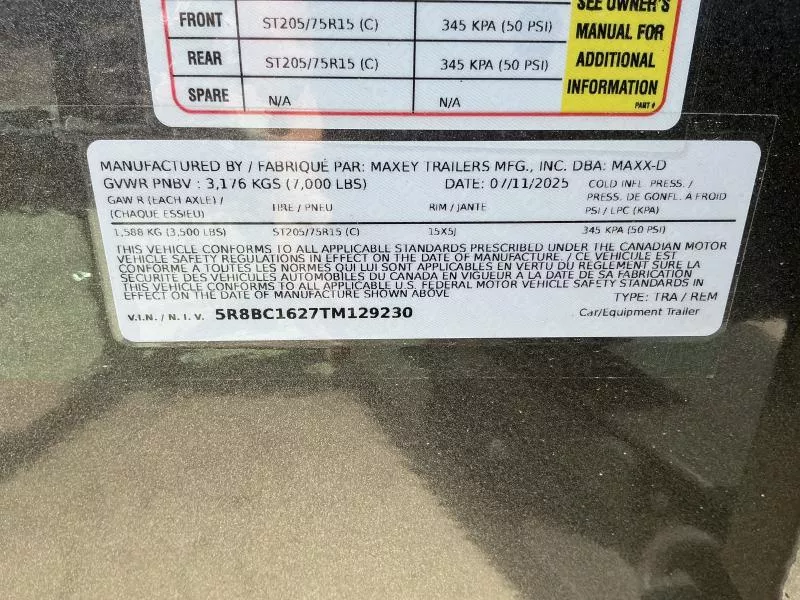 SEE OWNER'S
FRONT ST205/75R15 (C) 345 KPA (50 PSI) MANUAL FOR
REAR ST205/75R15 (C) 345 KPA (50 PSI) ADDITIONAL
SPARE N/A N/A INFORMATION
PART #
MANUFACTURED BY / FABRIQUÉ PAR: MAXEY TRAILERS MFG., INC. DBA: MAXX-D
GVWR PNBV : 3,176 KGS (7,000 LBS) DATE: 07/11/2025 COLD INFL. PRESS. /
GAW R (EACH AXLE) / TIRE / PNEU RIM / JANTE PRESS. DE GONFL. A FROID
(CHAQUE ESSIEU) PSI / LPC (KPA)
1,588 KG (3,500 LBS) ST205/75R15 (C) 15X5J 345 KPA (50 PSI)
THIS VEHICLE CONFORMS TO ALL APPLICABLE STANDARDS PRESCRIBED UNDER THE CANADIAN MOTOR
VEHICLE SAFETY REGULATIONS IN EFFECT ON THE DATE OF MANUFACTURE. / CE VEHICULE EST
CONFORME A TOUTES LES NORMES QUI LUI SONT APPLICABLES EN VERTU DU REGLEMENT SUR LA
SECURITE DES VEHICULES AUTOMOBILES DU CANADA EN VIGUEUR A LA DATE DE SA FABRICATION
THIS VEHICLE CONFORMS TO ALL APPLICABLE U.S. FEDERAL MOTOR VEHICLE SAFETY STANDARDS IN
EFFECT ON THE DATE OF MANUFACTURE SHOWN ABOVE
TYPE: TRA / REM
V.I.N. / N. I. V. 5R8BC1627TM129230 Car/Equipment Trailer